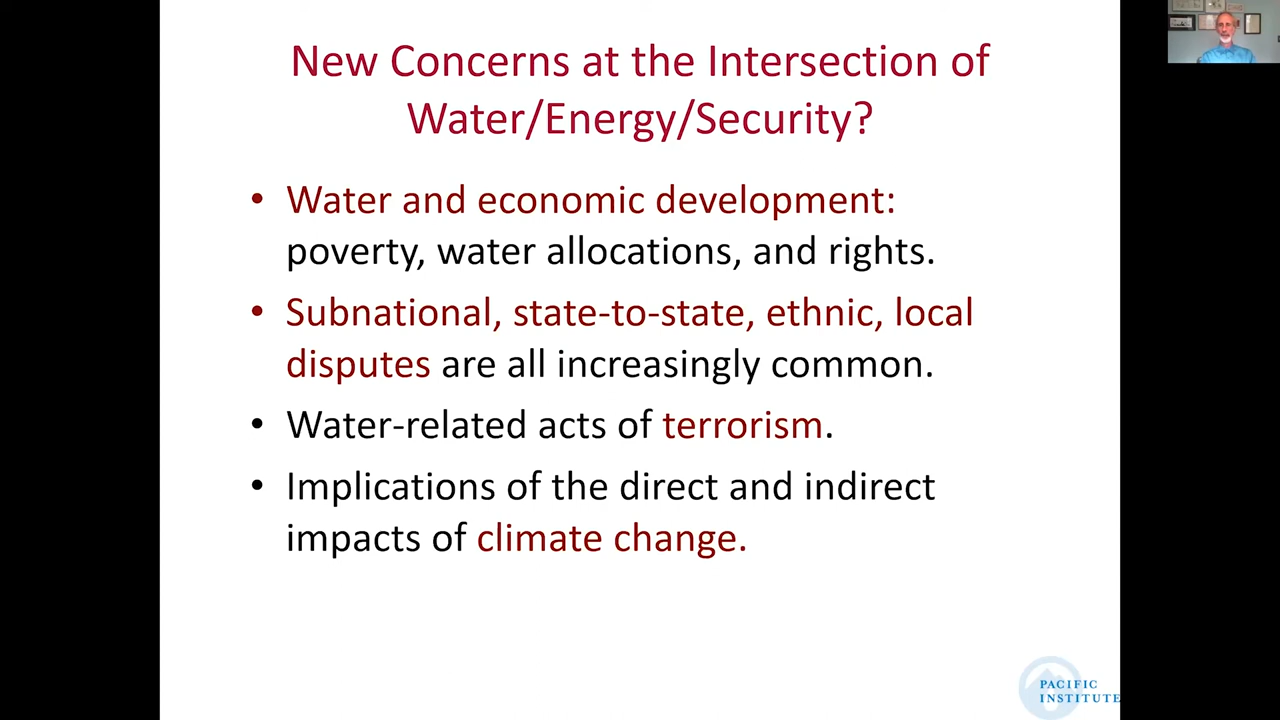 New Concerns at the Intersection of
Water/Energy/Security?
• Water and economic development:
poverty, water allocations, and rights.
• Subnational, state-to-state, ethnic, local
disputes are all increasingly common.
• Water-related acts of terrorism.
• Implications of the direct and indirect
impacts of climate change.
PACIFIC
INSTITUTE